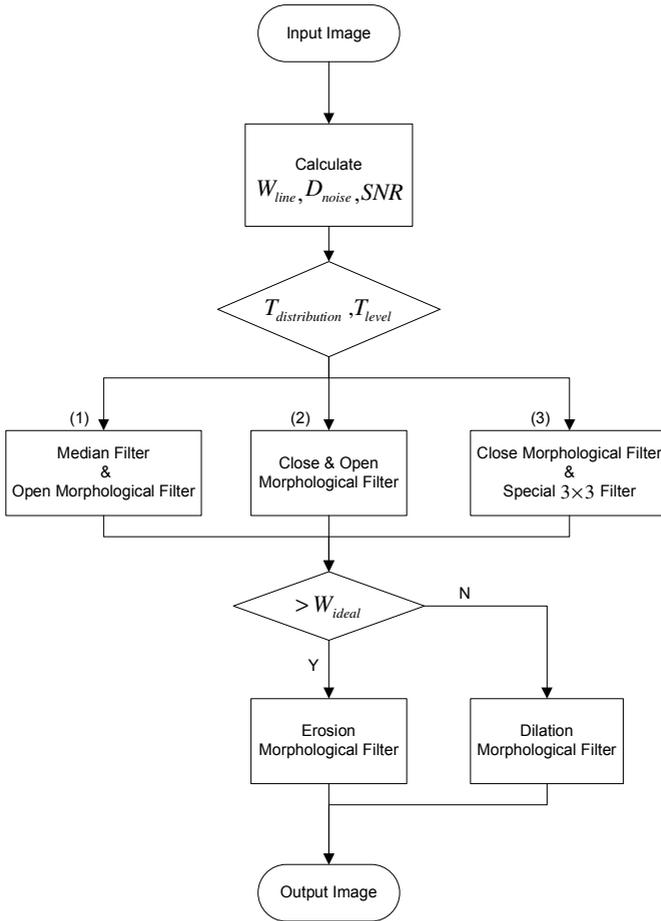 Input Image
Calculate
W_line, D_noise, SNR
T_distribution, T_level
(1)
(2)
(3)
Median Filter
&
Open Morphological Filter
Close & Open
Morphological Filter
Close Morphological Filter
&
Special 3×3 Filter
> W_ideal
N
Y
Erosion
Morphological Filter
Dilation
Morphological Filter
Output Image